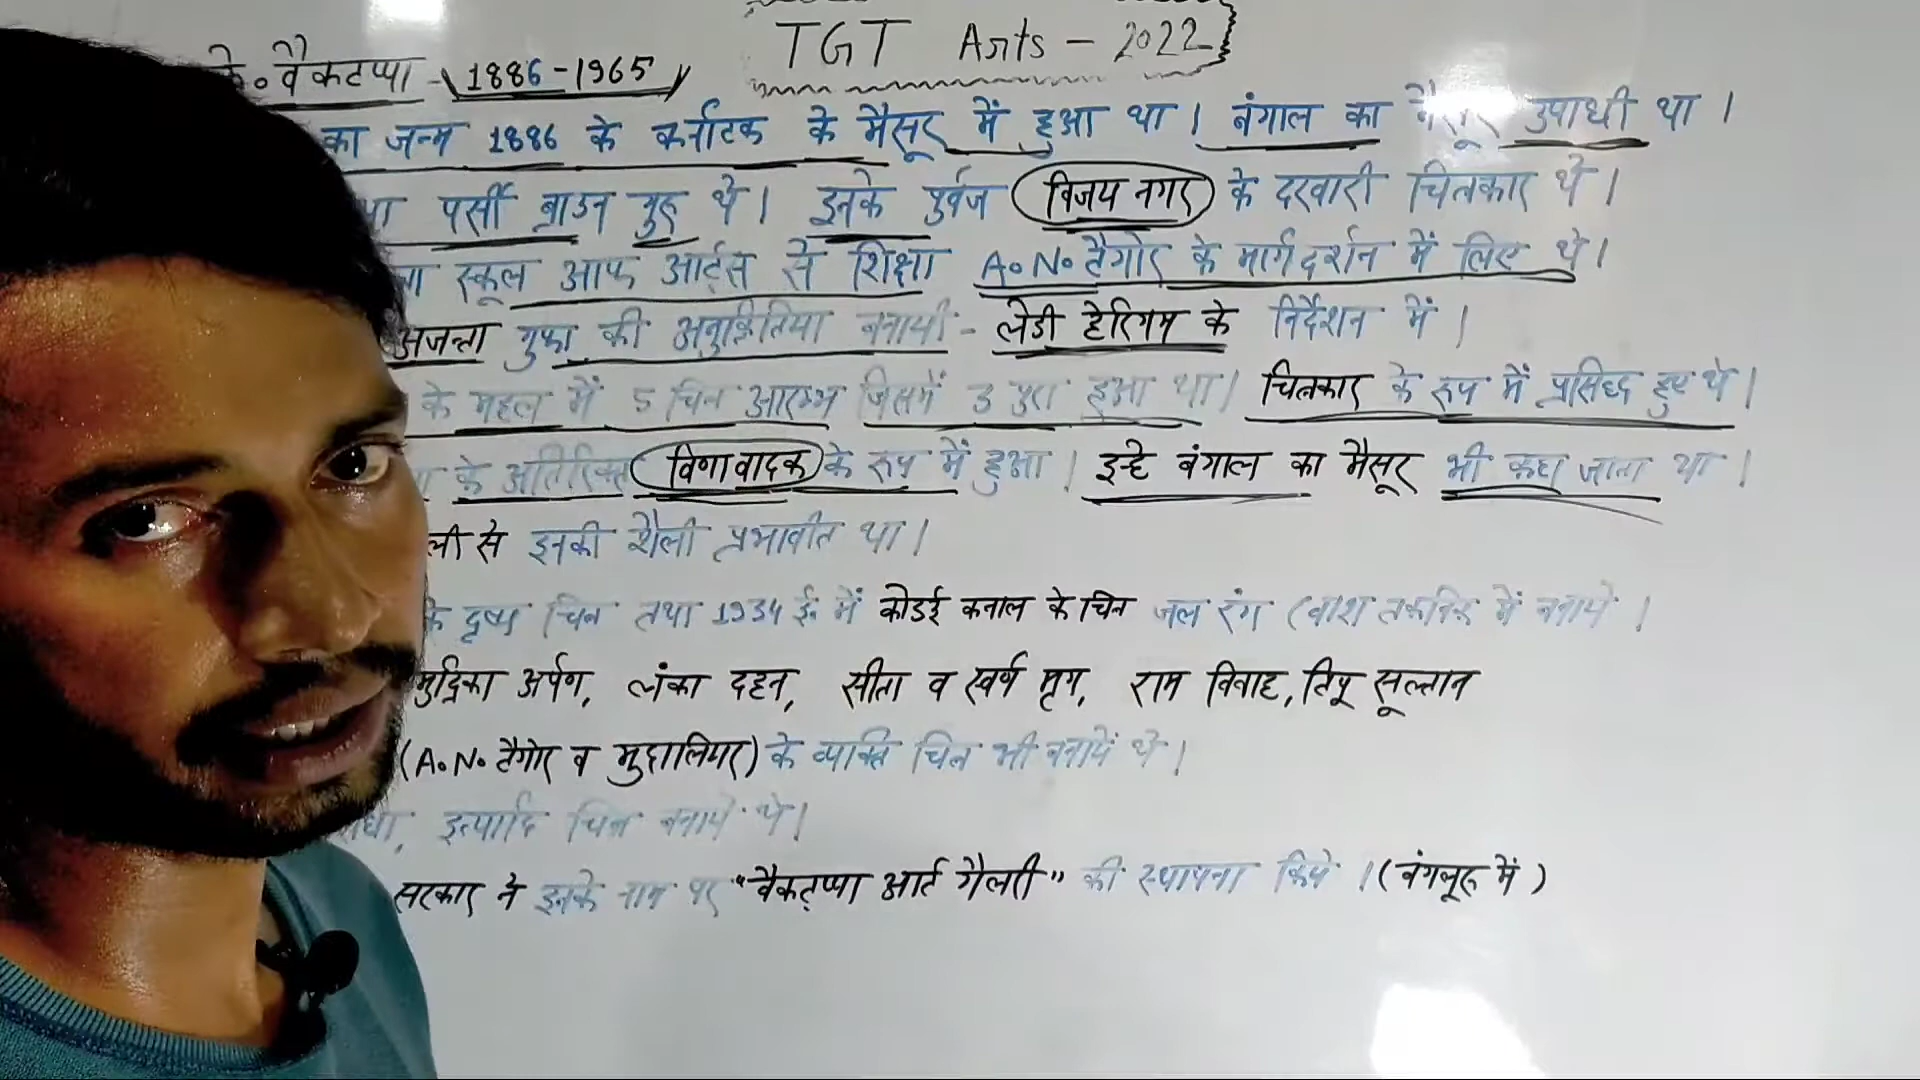 TGT Arts - 2022
के० वैंकटप्पा - 1886-1965
का जन्म 1886 के कर्नाटक के मैसूर में हुआ था। बंगाल का मैसूर उपाधी था।
पर्सी ब्राउन गुरु थे। इनके पुर्वज विजय नगर के दरबारी चित्रकार थे।
स्कूल आफ आर्ट्स से शिक्षा A.N. टैगोर के मार्गदर्शन में लिए थे।
अजन्ता गुफा की अनुकृतिया बनायी - लेडी हेरिंगम के निर्देशन में।
के महल में 5 चित्र आरम्भ जिसमें 3 पुरा हुआ था। चित्रकार के रूप में प्रसिध्द हुए थे।
के अतिरिक्त विणावादक के रूप में हुआ। इन्हे बंगाल का मैसूर भी कहा जाता था।
ली से इनकी शैली प्रभावीत था।
के दृष्य चित्र तथा 1934 ई. में कोडई कनाल के चित्र जल रंग (वाश तकनिक में बनाये।
मुद्रिका अर्पण, लंका दहन, सीता व स्वर्ण मृग, राम विवाह, टिपू सूल्तान
(A.N. टैगोर व मुद्दालियर) के व्यक्ति चित्र भी बनायें थे।
इत्यादि चित्र बनाये थे।
सरकार ने इनके नाम पर "वैंकट्प्पा आर्ट गैलरी" की स्थापना किये। (बंगलूरू में)